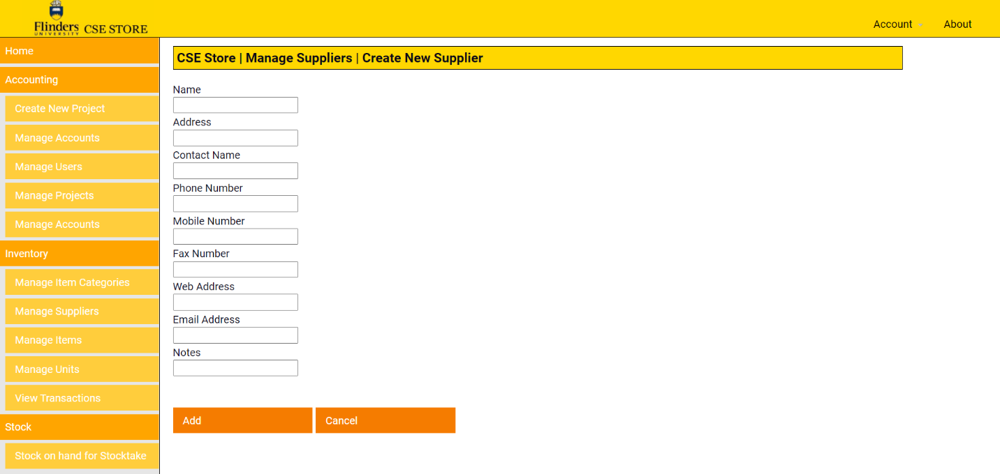 Flinders
UNIVERSITY CSE STORE
Account
About
Home
Accounting
Create New Project
Manage Accounts
Manage Users
Manage Projects
Manage Accounts
Inventory
Manage Item Categories
Manage Suppliers
Manage Items
Manage Units
View Transactions
Stock
Stock on hand for Stocktake
CSE Store | Manage Suppliers | Create New Supplier
Name
Address
Contact Name
Phone Number
Mobile Number
Fax Number
Web Address
Email Address
Notes
Add
Cancel